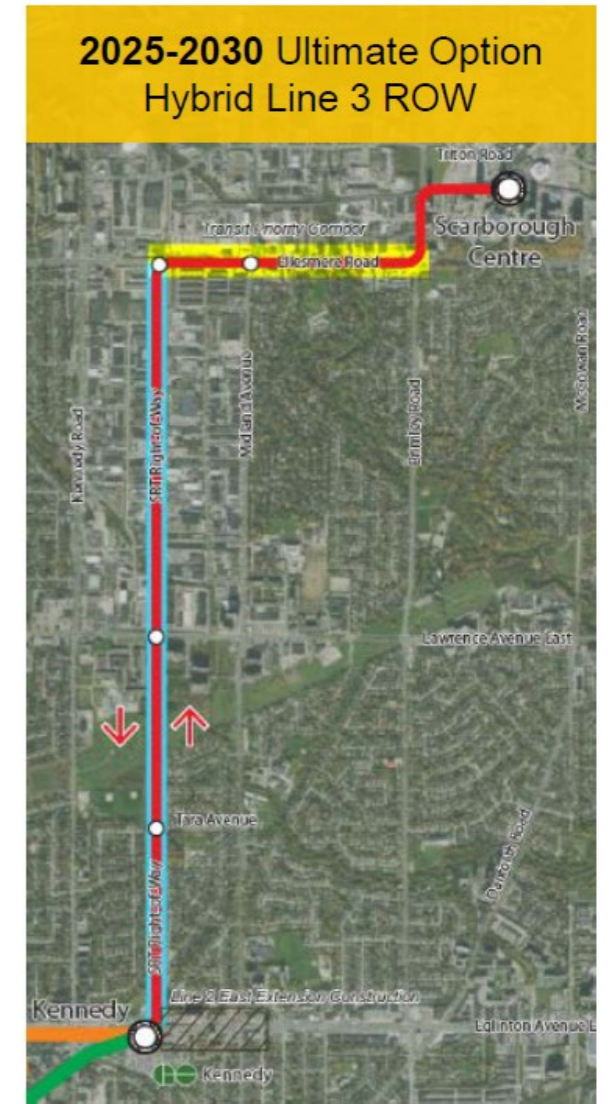 2025-2030 Ultimate Option
Hybrid Line 3 ROW
Triton Road
Scarborough
Centre
Transit Priority Corridor
Ellesmere Road
McCowan Road
Midland Avenue
Brimley Road
Kennedy Road
SRT Right-of-Way
Lawrence Avenue East
Tara Avenue
Danforth Road
SRT Right-of-Way
Line 2 East Extension Construction
Kennedy
Eglinton Avenue E
Kennedy